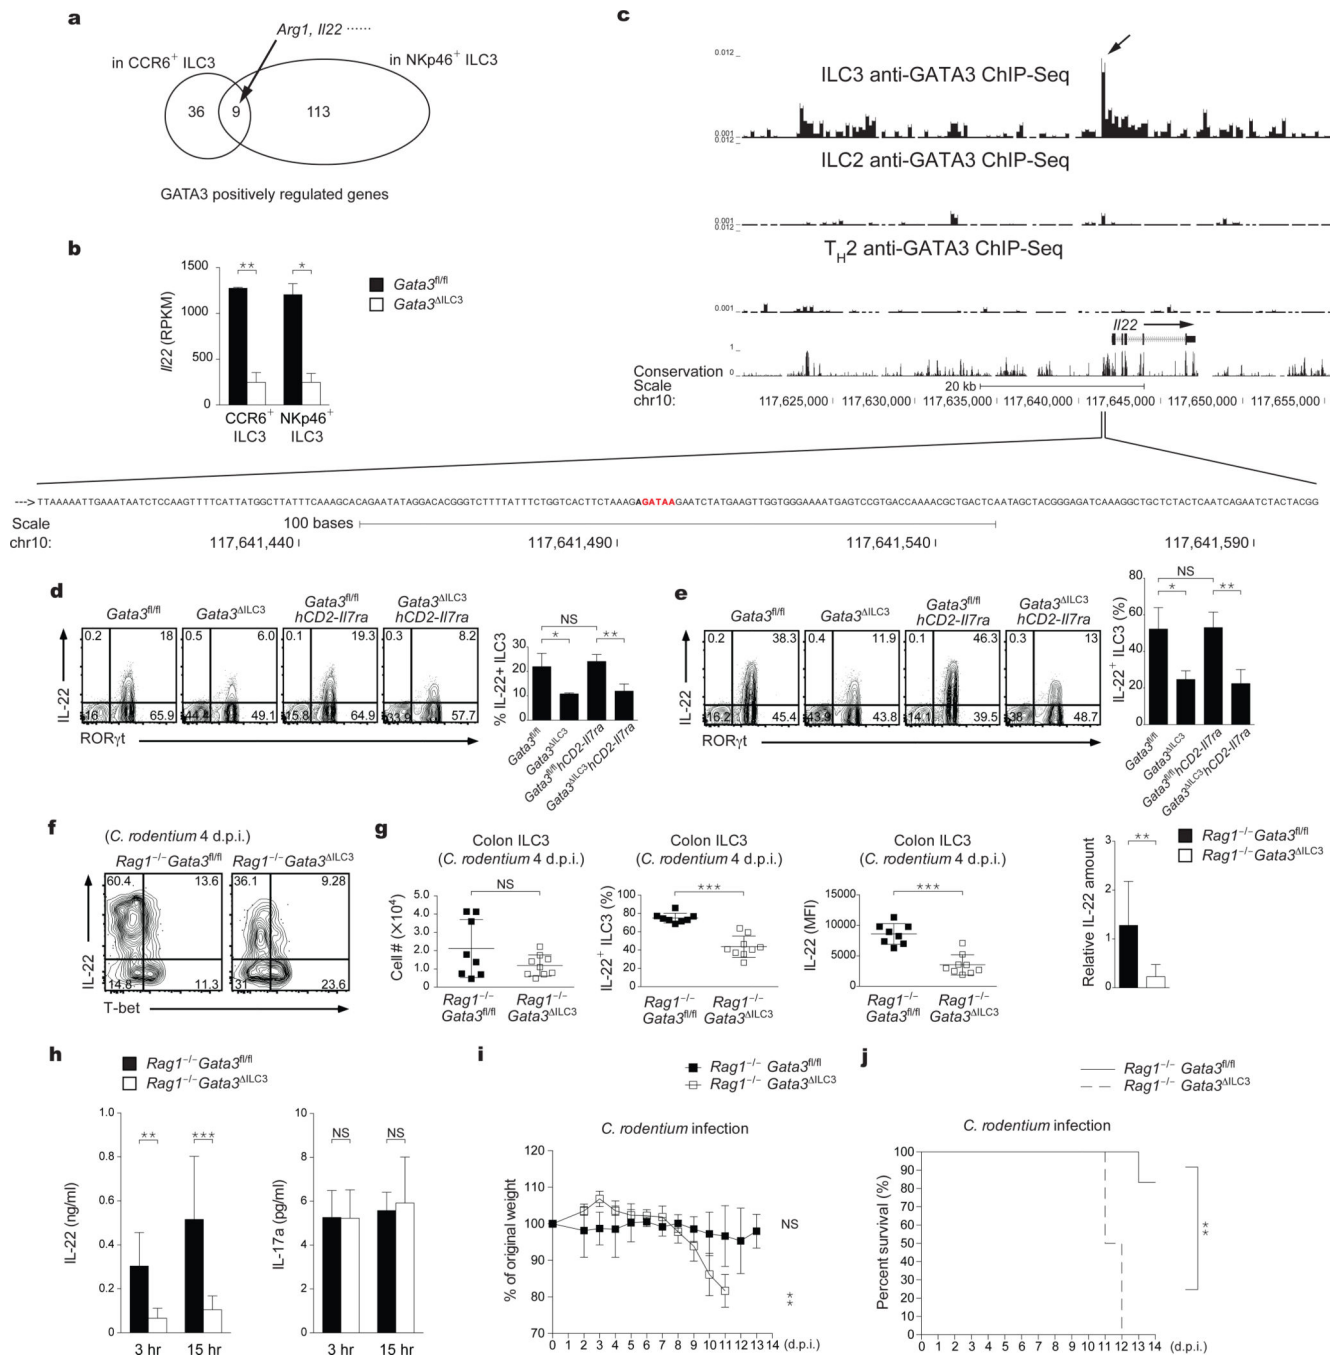 a
Arg1, Il22 ······
in CCR6+ ILC3
in NKp46+ ILC3
36
9
113
GATA3 positively regulated genes
b
Il22 (RPKM)
1500
1000
500
0
**
*
CCR6+ ILC3
NKp46+ ILC3
Gata3fl/fl
Gata3ΔILC3
c
0.012
ILC3 anti-GATA3 ChIP-Seq
0.001
0.012
ILC2 anti-GATA3 ChIP-Seq
0.001
0.012
TH2 anti-GATA3 ChIP-Seq
0.001
Il22
1
Conservation
0
Scale
20 kb
chr10:
117,625,000
117,630,000
117,635,000
117,640,000
117,645,000
117,650,000
117,655,000
--->TTAAAAATTGAAATAATCTCCAAGTTTTCATTATGGCTTATTTCAAAGCACAGAATATAGGACACGGGTCTTTTATTTCTGGTCACTTCTAAAGAGATAAGAATCTATGAAGTTGGTGGGAAAATGAGTCCGTGACCAAAACGCTGACTCAATAGCTACGGGAGATCAAAGGCTGCTCTACTCAATCAGAATCTACTACGG
Scale
100 bases
chr10:
117,641,440
117,641,490
117,641,540
117,641,590
d
Gata3fl/fl
Gata3ΔILC3
Gata3fl/fl hCD2-Il7ra
Gata3ΔILC3 hCD2-Il7ra
0.2 18
0.5 6.0
0.1 19.3
0.3 8.2
16 65.9
44.4 49.1
15.8 64.9
33.9 57.7
IL-22
RORγt
% IL-22+ ILC3
30
20
10
0
NS
*
**
Gata3fl/fl
Gata3ΔILC3
Gata3fl/fl hCD2-Il7ra
Gata3ΔILC3 hCD2-Il7ra
e
Gata3fl/fl
Gata3ΔILC3
Gata3fl/fl hCD2-Il7ra
Gata3ΔILC3 hCD2-Il7ra
0.2 38.3
0.4 11.9
0.1 46.3
0.3 13
16.2 45.4
43.9 43.8
14.1 39.5
38 48.7
IL-22
RORγt
IL-22+ ILC3 (%)
80
60
40
20
0
NS
*
**
Gata3fl/fl
Gata3ΔILC3
Gata3fl/fl hCD2-Il7ra
Gata3ΔILC3 hCD2-Il7ra
f
(C. rodentium 4 d.p.i.)
Rag1−/−Gata3fl/fl
Rag1−/−Gata3ΔILC3
60.4 13.6
36.1 9.28
14.8 11.3
31 23.6
IL-22
T-bet
g
Colon ILC3
(C. rodentium 4 d.p.i.)
NS
Cell # (×10⁴)
5.0
4.0
3.0
2.0
1.0
0
Rag1−/− Gata3fl/fl
Rag1−/− Gata3ΔILC3
Colon ILC3
(C. rodentium 4 d.p.i.)
***
IL-22+ ILC3 (%)
100
80
60
40
20
0
Rag1−/− Gata3fl/fl
Rag1−/− Gata3ΔILC3
Colon ILC3
(C. rodentium 4 d.p.i.)
***
IL-22 (MFI)
15000
10000
5000
0
Rag1−/− Gata3fl/fl
Rag1−/− Gata3ΔILC3
Rag1−/−Gata3fl/fl
Rag1−/−Gata3ΔILC3
Relative IL-22 amount
3
2
1
0
**
h
Rag1−/−Gata3fl/fl
Rag1−/−Gata3ΔILC3
IL-22 (ng/ml)
1.0
0.8
0.6
0.4
0.2
0
**
***
3 hr
15 hr
IL-17a (pg/ml)
10
8
6
4
2
0
NS
NS
3 hr
15 hr
i
Rag1−/− Gata3fl/fl
Rag1−/− Gata3ΔILC3
C. rodentium infection
% of original weight
120
110
100
90
80
70
NS
**
0 1 2 3 4 5 6 7 8 9 10 11 12 13 14 (d.p.i.)
j
Rag1−/− Gata3fl/fl
Rag1−/− Gata3ΔILC3
C. rodentium infection
Percent survival (%)
100
90
80
70
60
50
40
30
20
10
0
**
0 1 2 3 4 5 6 7 8 9 10 11 12 13 14 (d.p.i.)